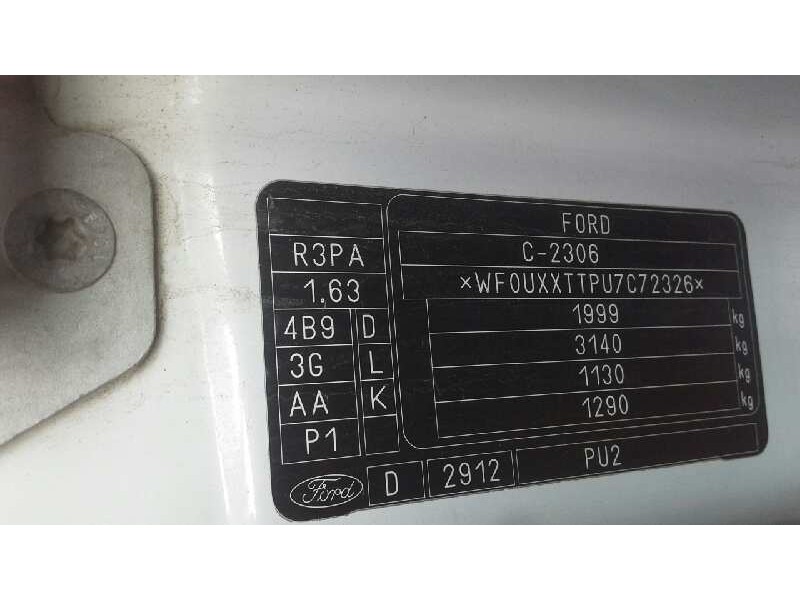 FORD
C-2306
*WF0UXXTTPU7C72326*
1999 kg
3140 kg
1130 kg
1290 kg
R3PA
1,63
4B9 D
3G L
AA K
P1
Ford D 2912 PU2